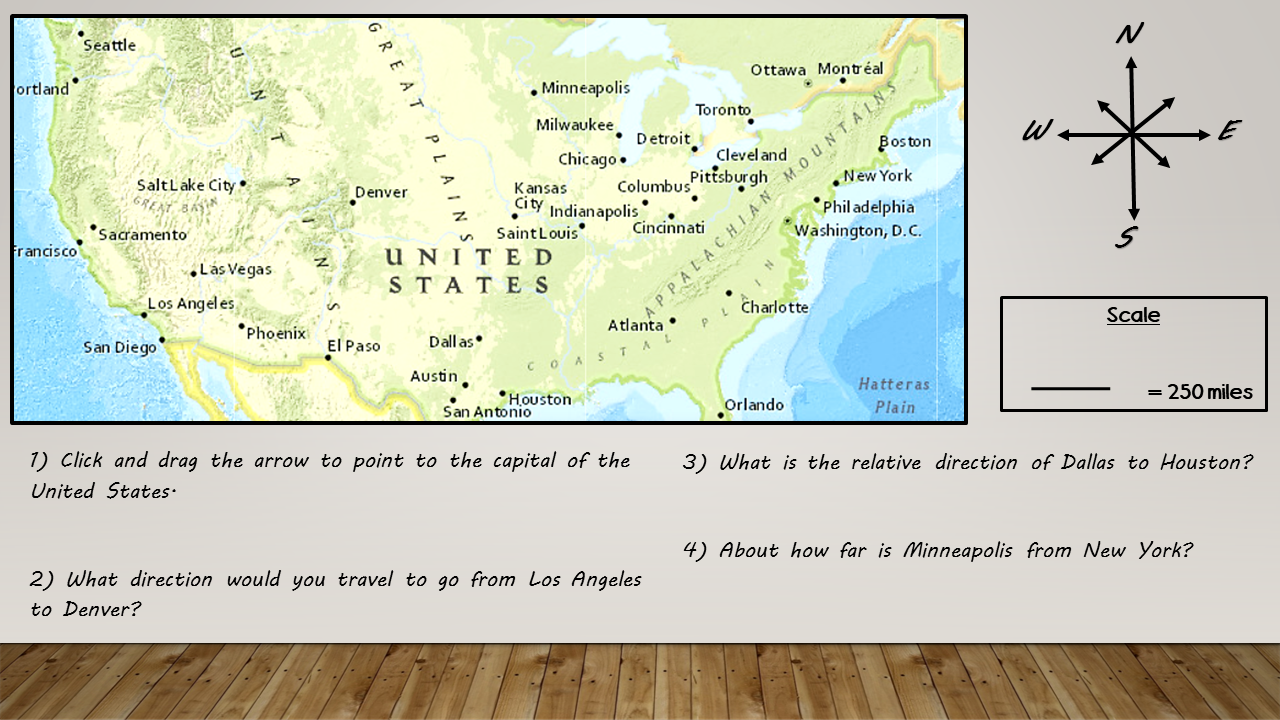 Seattle
ortland
Minneapolis
Milwaukee
Chicago
Detroit
Toronto
Ottawa
Montréal
Boston
Cleveland
Pittsburgh
New York
Philadelphia
Washington, D.C.
Salt Lake City
GREAT BASIN
Denver
Kansas
City
Columbus
Indianapolis
Saint Louis
Cincinnati
Sacramento
Francisco
Las Vegas
Los Angeles
San Diego
Phoenix
El Paso
UNITED
STATES
GREAT PLAINS
UNTAINS
APPALACHIAN MOUNTAINS
COASTAL PLAIN
Dallas
Austin
San Antonio
Houston
Atlanta
Charlotte
Orlando
Hatteras
Plain
N
W
E
S
Scale
= 250 miles
1) Click and drag the arrow to point to the capital of the
United States.
2) What direction would you travel to go from Los Angeles
to Denver?
3) What is the relative direction of Dallas to Houston?
4) About how far is Minneapolis from New York?